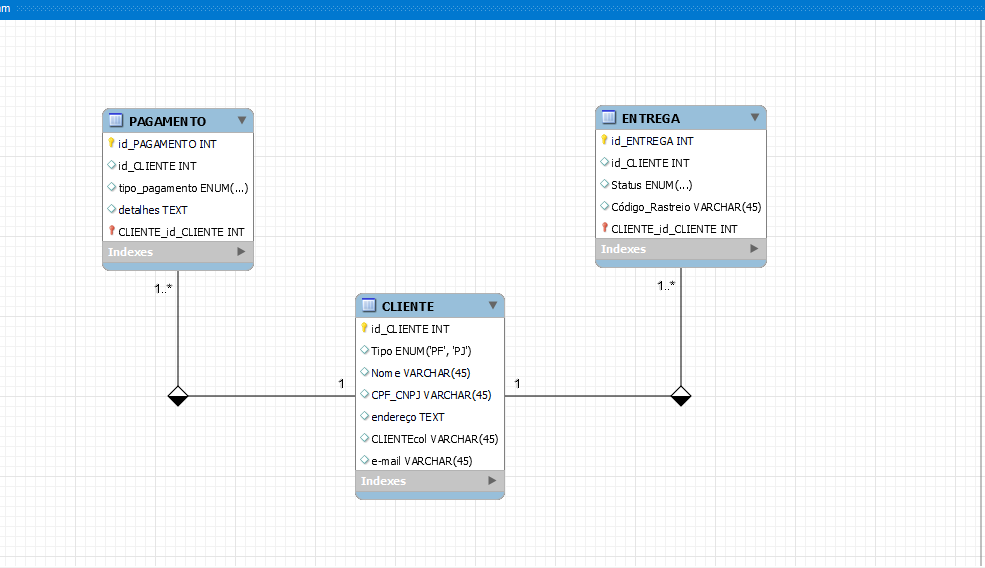 am
PAGAMENTO
id_PAGAMENTO INT
id_CLIENTE INT
tipo_pagamento ENUM(...)
detalhes TEXT
CLIENTE_id_CLIENTE INT
Indexes
1..*
ENTREGA
id_ENTREGA INT
id_CLIENTE INT
Status ENUM(...)
Código_Rastreio VARCHAR(45)
CLIENTE_id_CLIENTE INT
Indexes
1..*
CLIENTE
id_CLIENTE INT
Tipo ENUM('PF', 'PJ')
Nome VARCHAR(45)
CPF_CNPJ VARCHAR(45)
endereço TEXT
CLIENTEcol VARCHAR(45)
e-mail VARCHAR(45)
Indexes
1
1